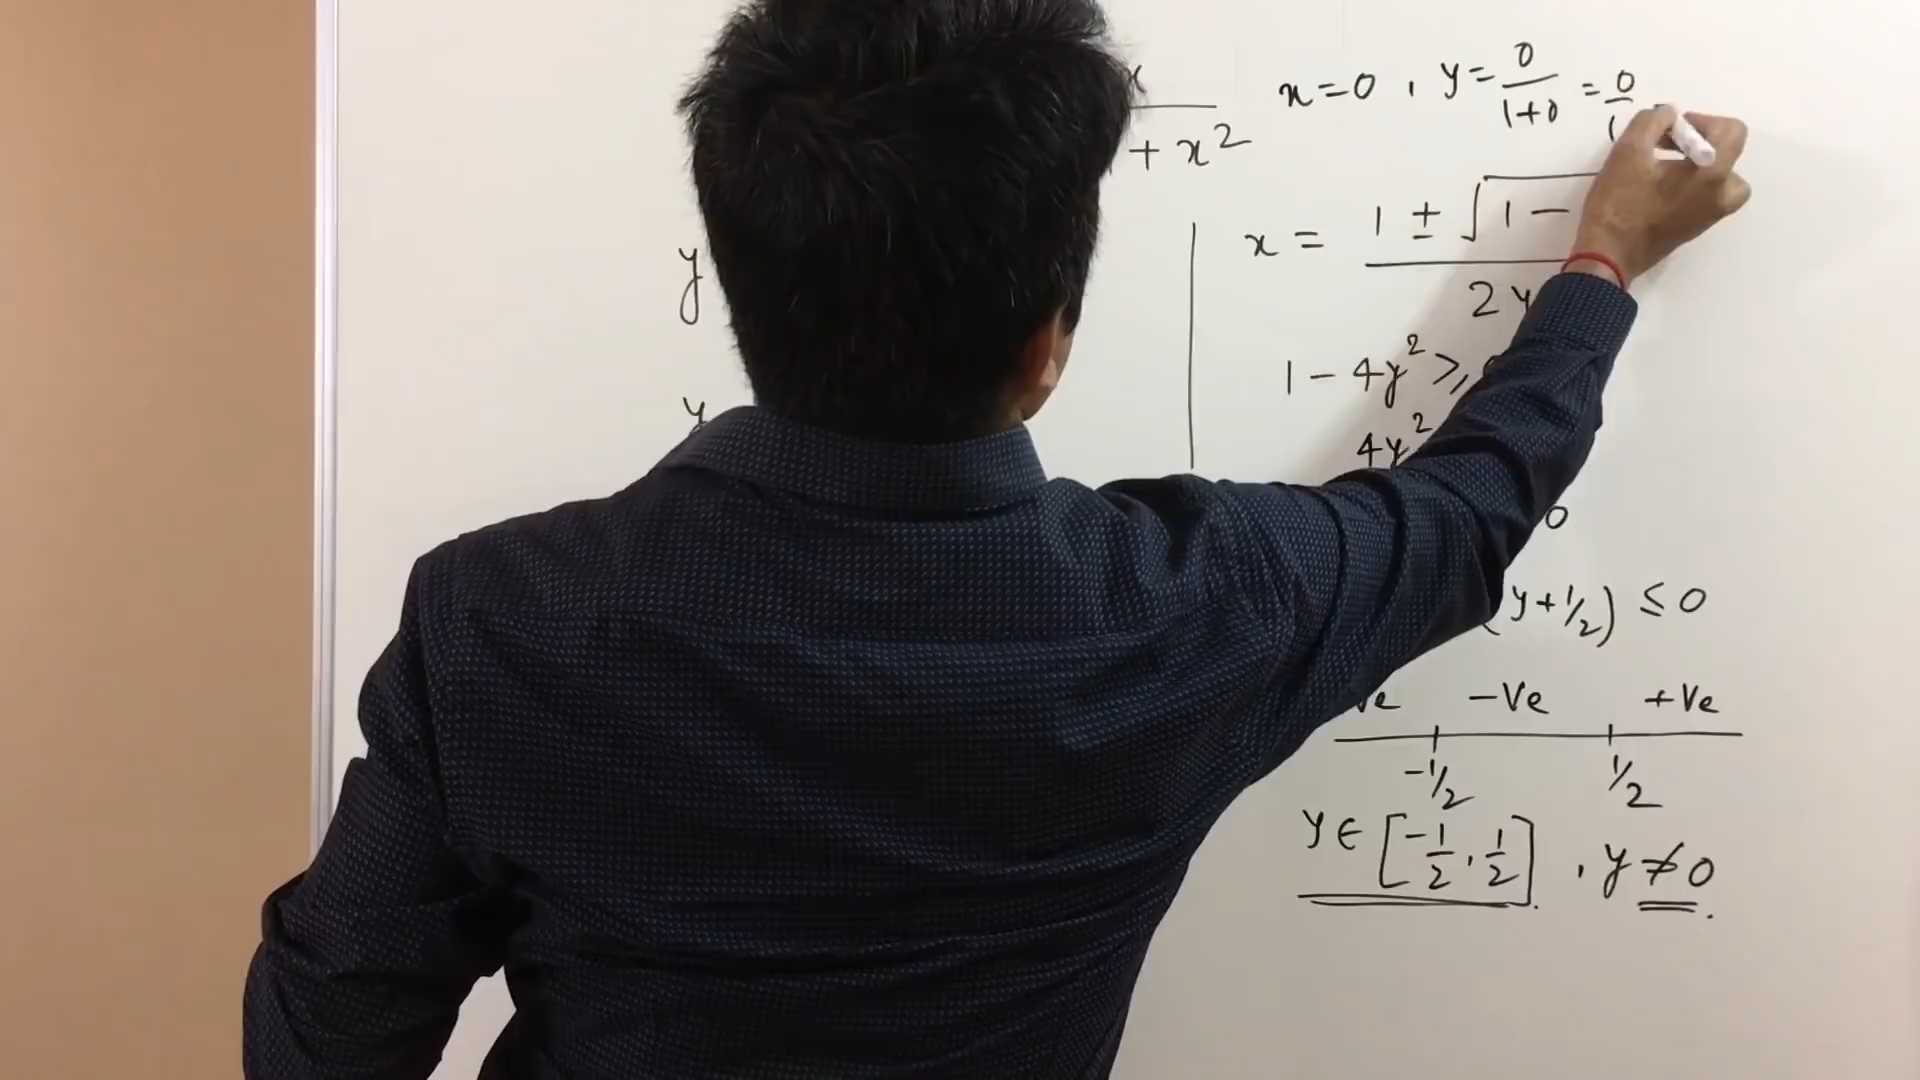 x
+ x²
x = 0 , y = 0/(1+0) = 0/1
y
y
x = (1 ± √(1 −
2y
1 − 4y² ≥
4y²
0
(y + 1/2) ≤ 0
ve −Ve +Ve
−1/2 1/2
y ∈ [−1/2, 1/2] , y ≠ 0.